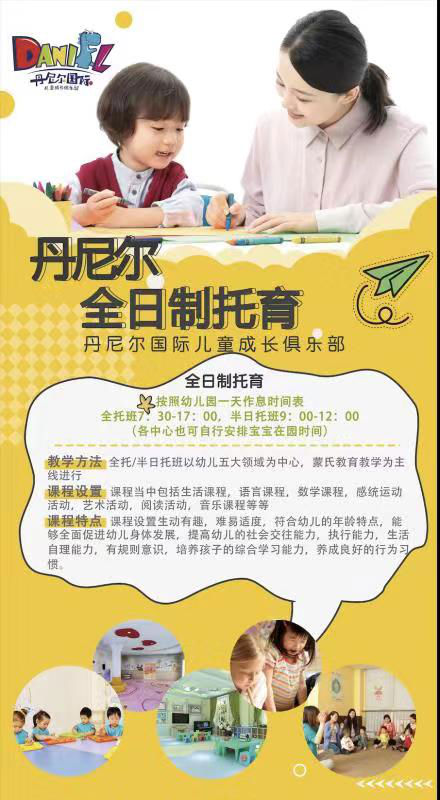 DANIEL
丹尼尔国际
儿童成长俱乐部
丹尼尔
全日制托育
丹尼尔国际儿童成长俱乐部
全日制托育
按照幼儿园一天作息时间表
全托班7：30-17：00，半日托班9：00-12：00
（各中心也可自行安排宝宝在园时间）
教学方法 全托/半日托班以幼儿五大领域为中心，蒙氏教育教学为主
线进行
课程设置 课程当中包括生活课程，语言课程，数学课程，感统运动
活动，艺术活动，阅读活动，音乐课程等等
课程特点 课程设置生动有趣，难易适度，符合幼儿的年龄特点，能
够全面促进幼儿身体发展，提高幼儿的社会交往能力，执行能力，生活
自理能力，有规则意识，培养孩子的综合学习能力，养成良好的行为习
惯。